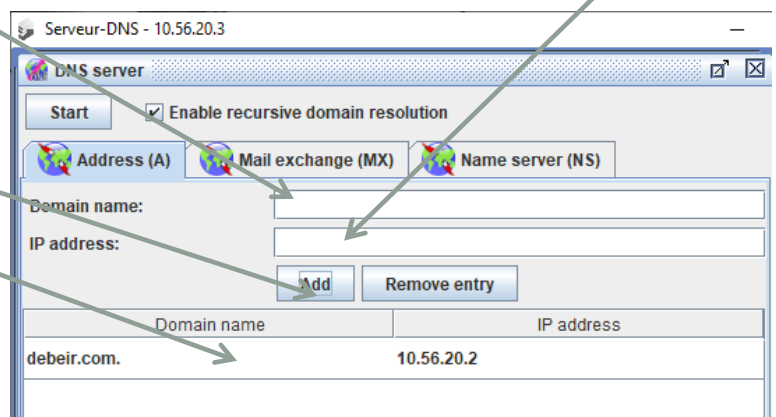 Serveur-DNS - 10.56.20.3
DNS server
Start Enable recursive domain resolution
Address (A) Mail exchange (MX) Name server (NS)
Domain name:
IP address:
Add Remove entry
Domain name IP address
debeir.com. 10.56.20.2